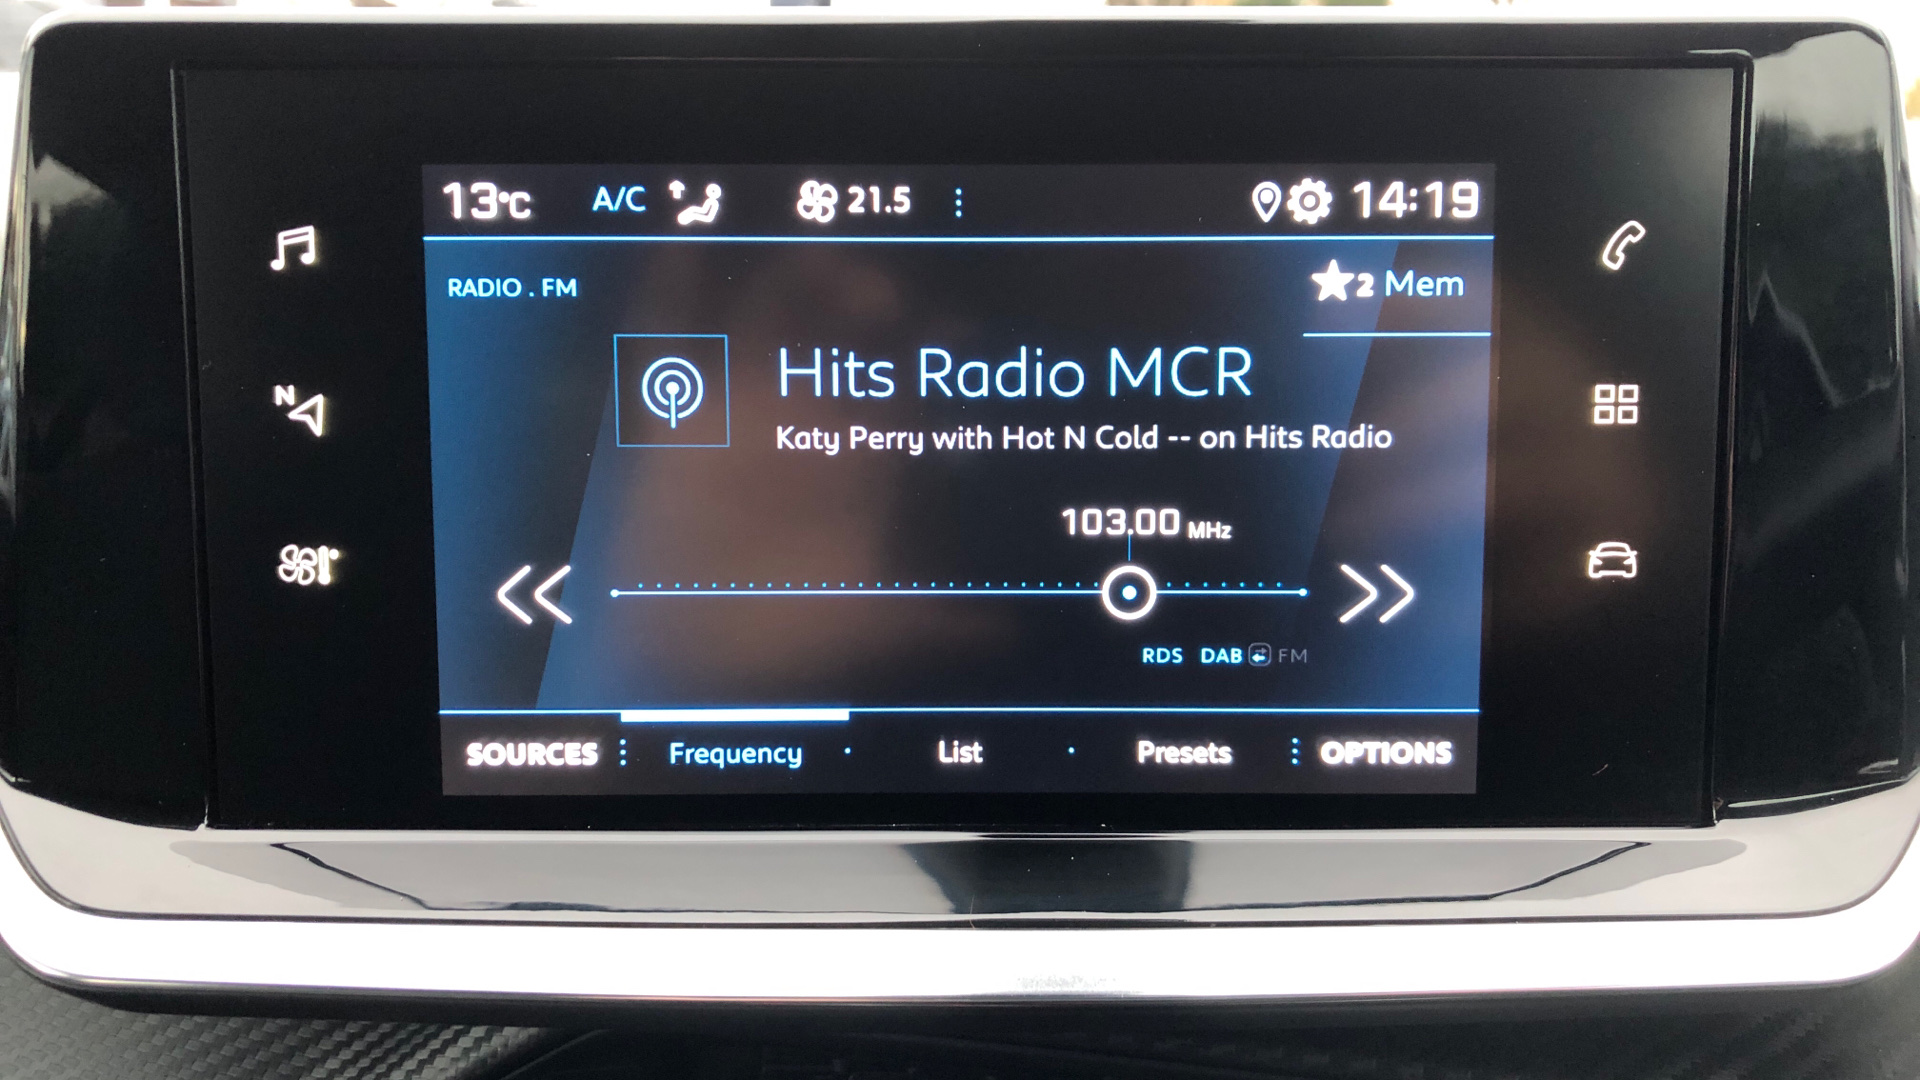 13°C A/C 21.5 14:19
RADIO . FM
2 Mem
Hits Radio MCR
Katy Perry with Hot N Cold -- on Hits Radio
N
103.00 MHz
RDS DAB FM
SOURCES Frequency List Presets OPTIONS